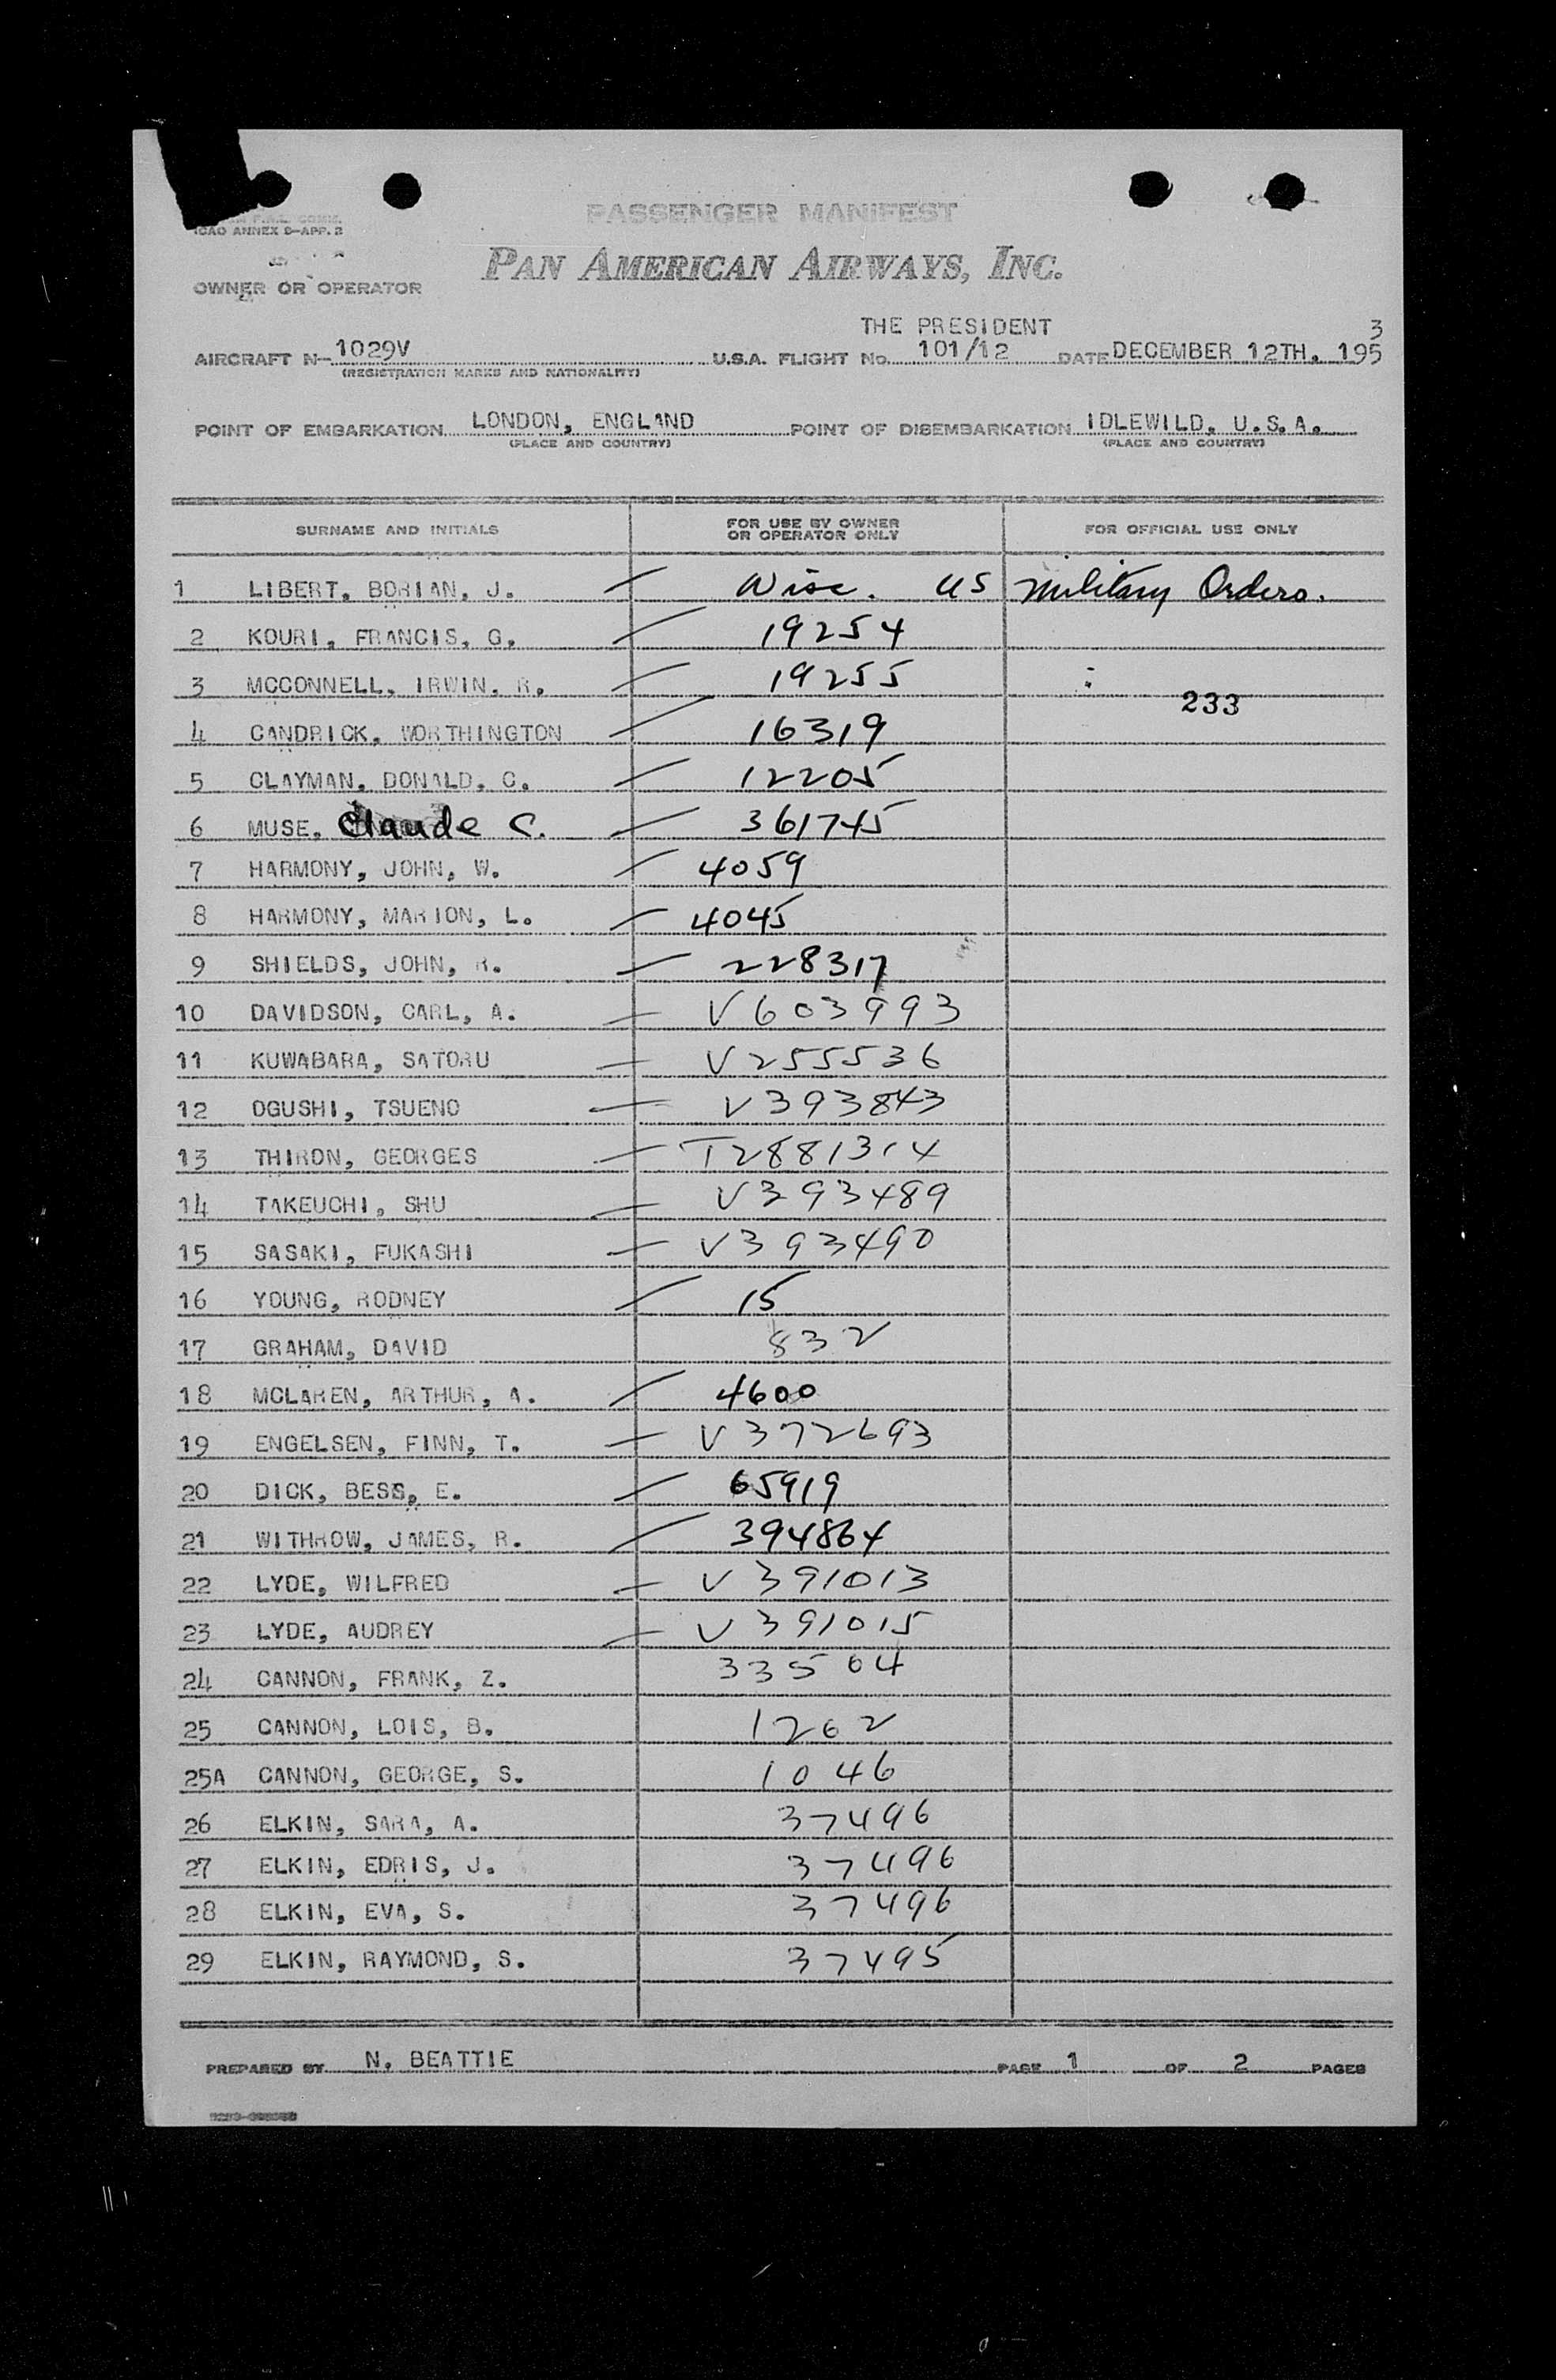 PASSENGER MANIFEST
ICAO ANNEX 9-APP. 2
PAN AMERICAN AIRWAYS, INC.
OWNER OR OPERATOR
THE PRESIDENT 3
AIRCRAFT N- 1029V U.S.A. FLIGHT No. 101/12 DATE DECEMBER 12TH. 195
(REGISTRATION MARKS AND NATIONALITY)
POINT OF EMBARKATION LONDON, ENGLAND POINT OF DISEMBARKATION IDLEWILD, U.S.A.
(PLACE AND COUNTRY) (PLACE AND COUNTRY)
SURNAME AND INITIALS FOR USE BY OWNER OR OPERATOR ONLY FOR OFFICIAL USE ONLY
1 LIBERT, BORIAN, J. Wisc. US Military Orders.
2 KOURI, FRANCIS, G. 19254
3 MCCONNELL, IRWIN, R. 19255
233
4 CANDRICK, WORTHINGTON 16319
5 CLAYMAN, DONALD, C. 12205
6 MUSE, Claude C. 361745
7 HARMONY, JOHN, W. 4059
8 HARMONY, MARION, L. 4045
9 SHIELDS, JOHN, R. 228317
10 DAVIDSON, CARL, A. V603993
11 KUWABARA, SATORU V255536
12 OGUSHI, TSUENO V393843
13 THIRON, GEORGES T2881314
14 TAKEUCHI, SHU V393489
15 SASAKI, FUKASHI V393490
16 YOUNG, RODNEY 15
17 GRAHAM, DAVID 832
18 MCLAREN, ARTHUR, A. 4600
19 ENGELSEN, FINN, T. V372693
20 DICK, BESS, E. 65919
21 WITHROW, JAMES, R. 394864
22 LYDE, WILFRED V391013
23 LYDE, AUDREY V391015
24 CANNON, FRANK, Z. 335564
25 CANNON, LOIS, B. 1262
25A CANNON, GEORGE, S. 1046
26 ELKIN, SARA, A. 37496
27 ELKIN, EDRIS, J. 37496
28 ELKIN, EVA, S. 37496
29 ELKIN, RAYMOND, S. 37495
PREPARED BY N. BEATTIE PAGE 1 OF 2 PAGES